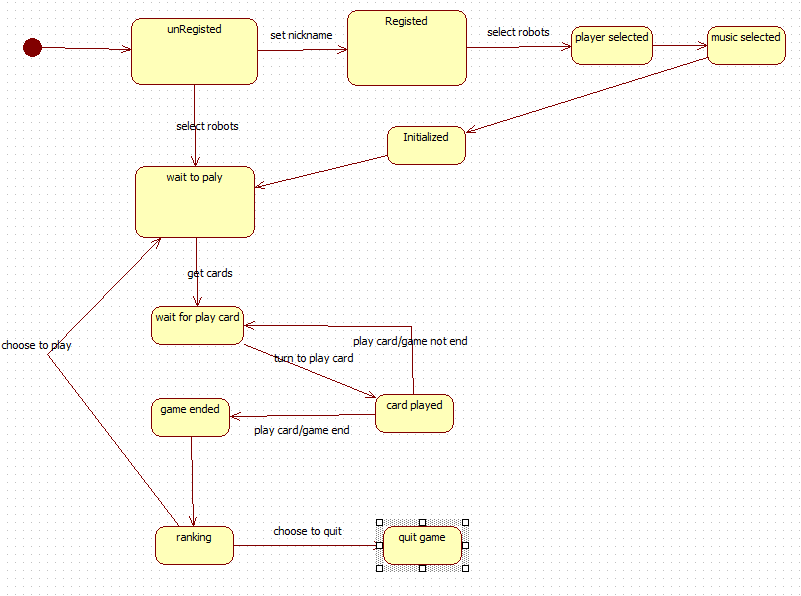 unRegisted
set nickname
Registed
select robots
player selected
music selected
select robots
Initialized
wait to paly
get cards
wait for play card
choose to play
play card/game not end
turn to play card
game ended
card played
play card/game end
ranking
choose to quit
quit game